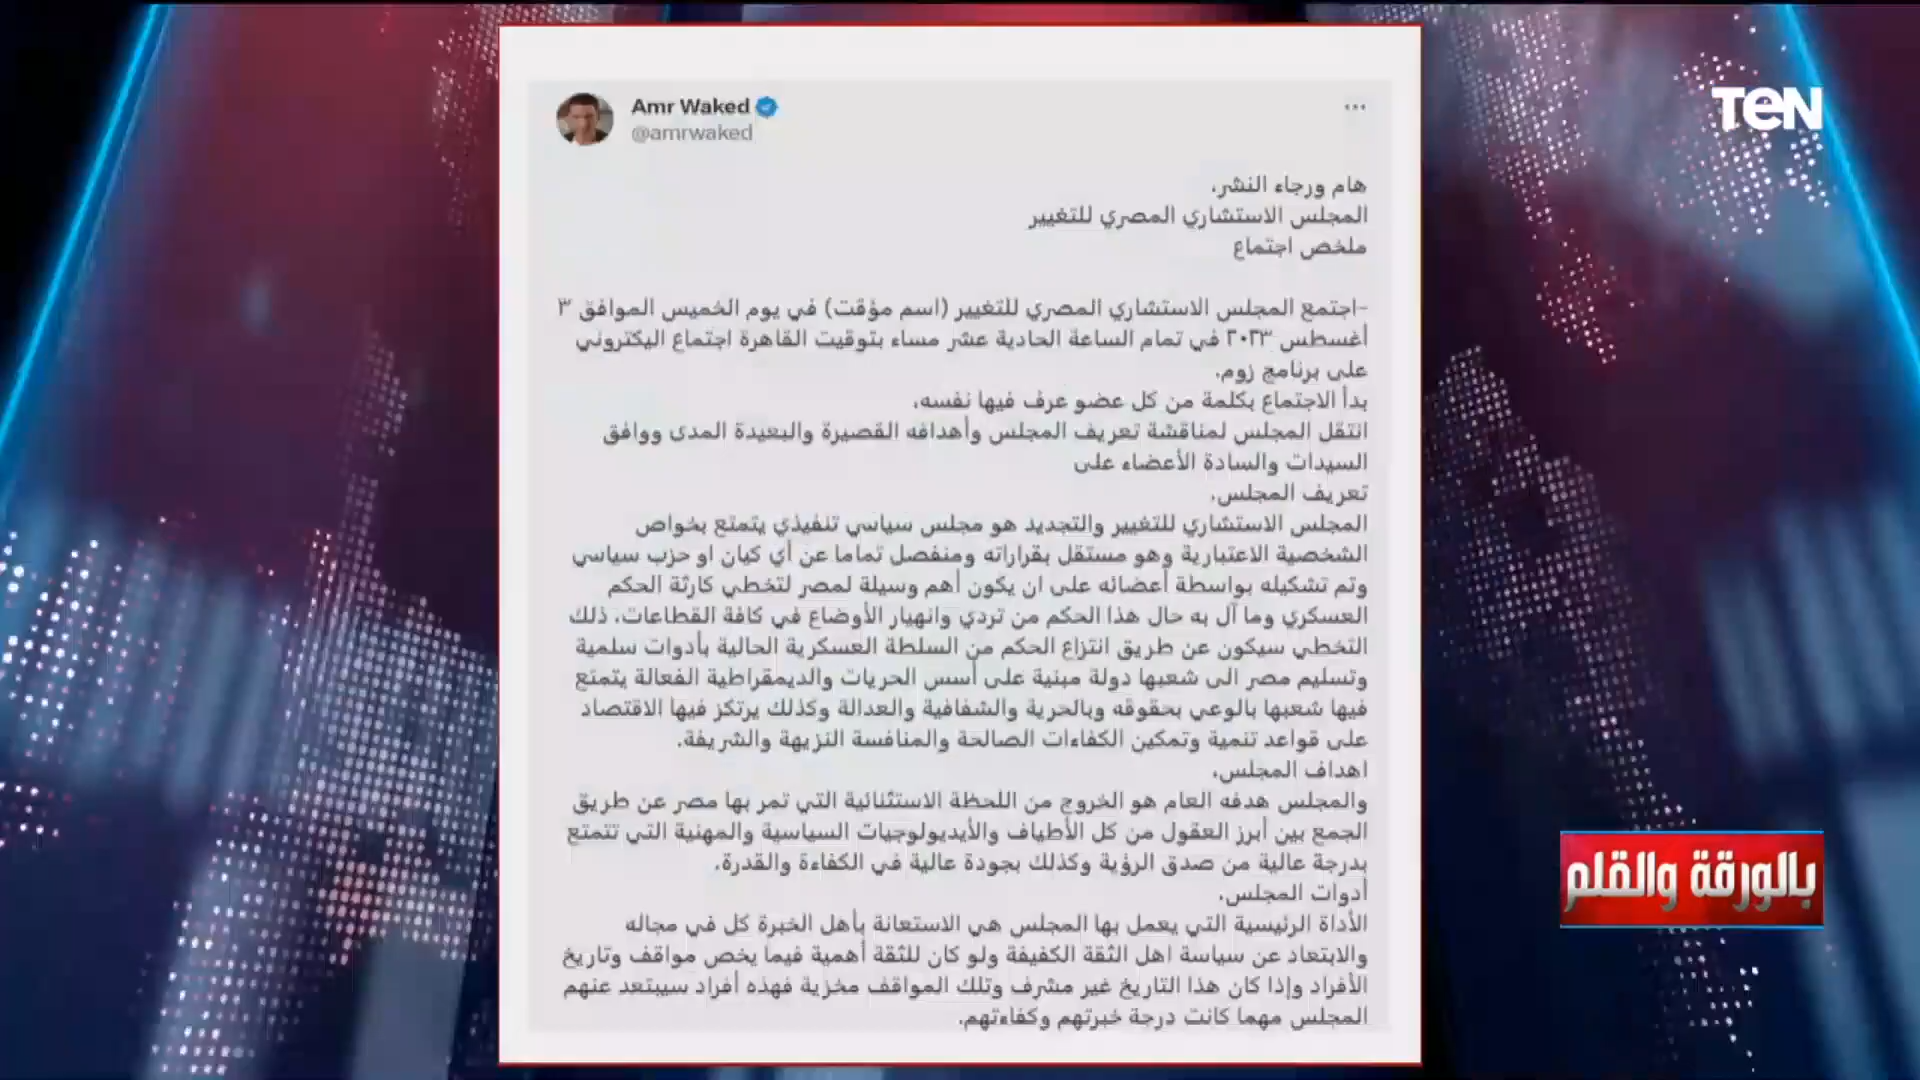 TEN
Amr Waked
@amrwaked
هام ورجاء النشر،
المجلس الاستشاري المصري للتغيير
ملخص اجتماع
-اجتمع المجلس الاستشاري المصري للتغيير (اسم مؤقت) في يوم الخميس الموافق ٣
أغسطس ٢٠٢٣ في تمام الساعة الحادية عشر مساء بتوقيت القاهرة اجتماع اليكتروني
على برنامج زوم.
بدأ الاجتماع بكلمة من كل عضو عرف فيها نفسه،
انتقل المجلس لمناقشة تعريف المجلس وأهدافه القصيرة والبعيدة المدى ووافق
السيدات والسادة الأعضاء على
تعريف المجلس،
المجلس الاستشاري للتغيير والتجديد هو مجلس سياسي تنفيذي يتمتع بخواص
الشخصية الاعتبارية وهو مستقل بقراراته ومنفصل تماما عن أي كيان او حزب سياسي
وتم تشكيله بواسطة أعضائه على ان يكون أهم وسيلة لمصر لتخطي كارثة الحكم
العسكري وما آل به حال هذا الحكم من تردي وانهيار الأوضاع في كافة القطاعات، ذلك
التخطي سيكون عن طريق انتزاع الحكم من السلطة العسكرية الحالية بأدوات سلمية
وتسليم مصر الى شعبها دولة مبنية على أسس الحريات والديمقراطية الفعالة يتمتع
فيها شعبها بالوعي بحقوقه وبالحرية والشفافية والعدالة وكذلك يرتكز فيها الاقتصاد
على قواعد تنمية وتمكين الكفاءات الصالحة والمنافسة النزيهة والشريفة.
اهداف المجلس،
والمجلس هدفه العام هو الخروج من اللحظة الاستثنائية التي تمر بها مصر عن طريق
الجمع بين أبرز العقول من كل الأطياف والأيديولوجيات السياسية والمهنية التي تتمتع
بدرجة عالية من صدق الرؤية وكذلك بجودة عالية في الكفاءة والقدرة.
أدوات المجلس،
الأداة الرئيسية التي يعمل بها المجلس هي الاستعانة بأهل الخبرة كل في مجاله
والابتعاد عن سياسة اهل الثقة الكفيفة ولو كان للثقة أهمية فيما يخص مواقف وتاريخ
الأفراد وإذا كان هذا التاريخ غير مشرف وتلك المواقف مخزية فهذه أفراد سيبتعد عنهم
المجلس مهما كانت درجة خبرتهم وكفاءتهم.
بالورقة والقلم